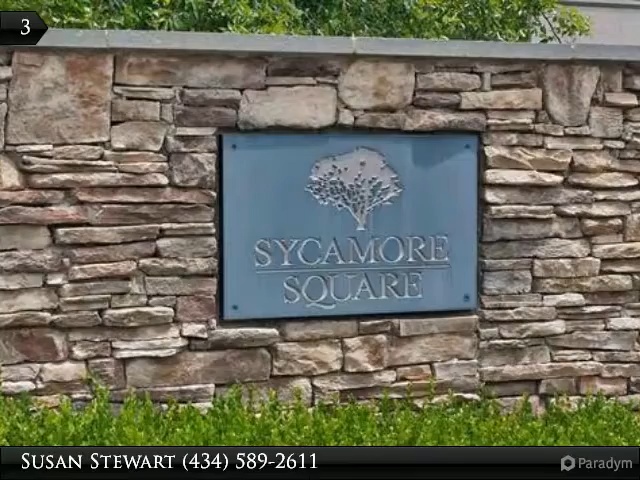 3
SYCAMORE
SQUARE
SUSAN STEWART (434) 589-2611
Paradym